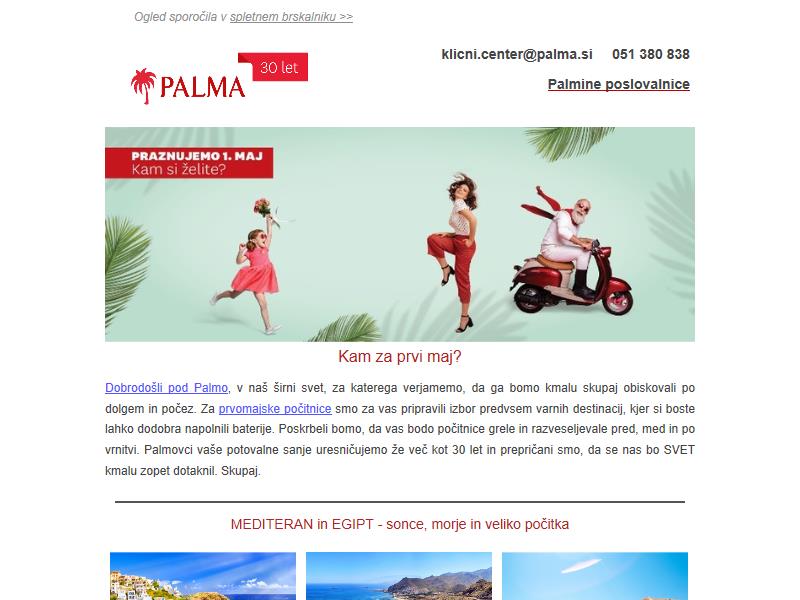 Ogled sporočila v spletnem brskalniku >>
klicni.center@palma.si 051 380 838
PALMA 30 let
Palmine poslovalnice
PRAZNUJEMO 1. MAJ
Kam si želite?
Kam za prvi maj?
Dobrodošli pod Palmo, v naš širni svet, za katerega verjamemo, da ga bomo kmalu skupaj obiskovali po
dolgem in počez. Za prvomajske počitnice smo za vas pripravili izbor predvsem varnih destinacij, kjer si boste
lahko dodobra napolnili baterije. Poskrbeli bomo, da vas bodo počitnice grele in razveseljevale pred, med in po
vrnitvi. Palmovci vaše potovalne sanje uresničujemo že več kot 30 let in prepričani smo, da se nas bo SVET
kmalu zopet dotaknil. Skupaj.
MEDITERAN in EGIPT - sonce, morje in veliko počitka